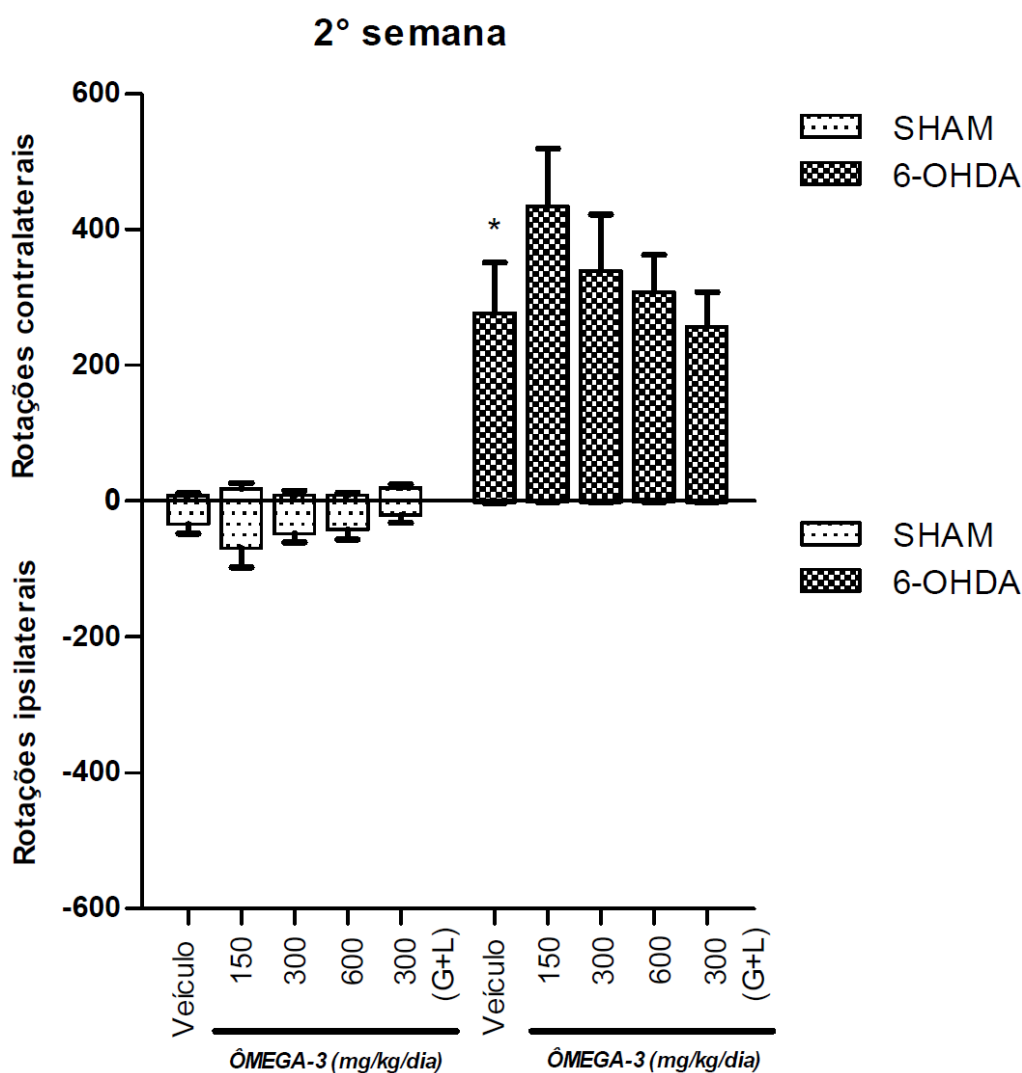 2° semana
Rotações contralaterais
Rotações ipsilaterais
600
400
200
0
-200
-400
-600
*
SHAM
6-OHDA
SHAM
6-OHDA
Veículo
150
300
600
300
(G+L)
Veículo
150
300
600
300
(G+L)
ÔMEGA-3 (mg/kg/dia)
ÔMEGA-3 (mg/kg/dia)